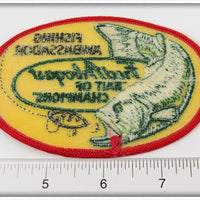 FISHING
AMBASSADOR
Fred Arbogast
BAIT OF
CHAMPIONS
5 6 7